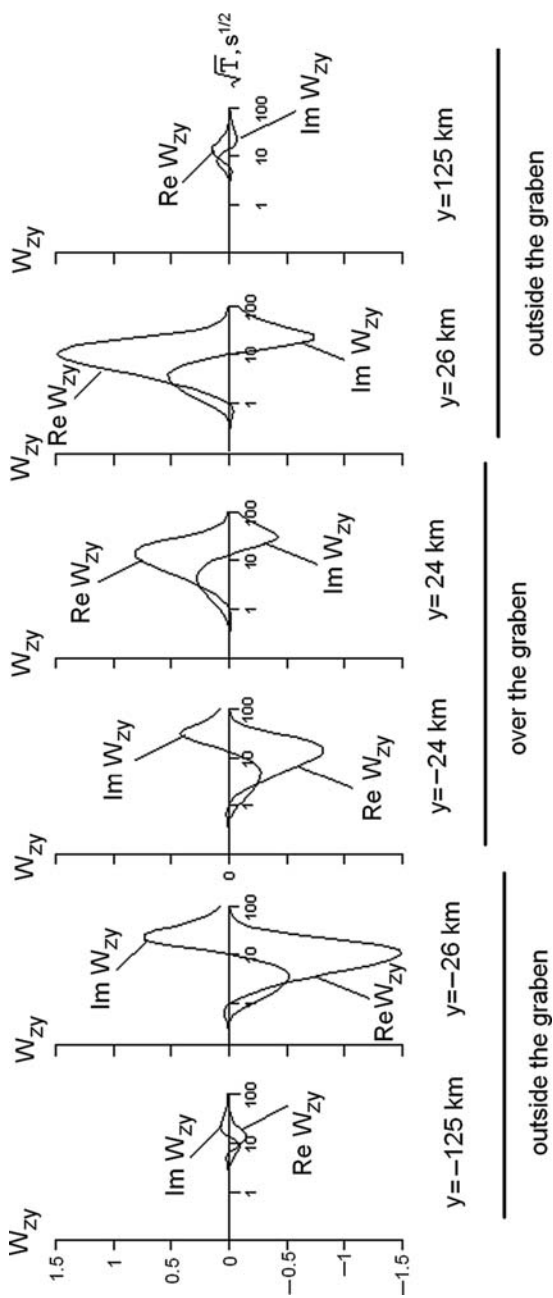 W_zy
1.5
1
0.5
0
−0.5
−1
−1.5
Im W_zy
Re W_zy
1
10
100
y=−125 km
W_zy
Im W_zy
Re W_zy
1
10
100
y=−26 km
outside the graben
W_zy
0
Im W_zy
Re W_zy
1
10
100
y=−24 km
W_zy
Re W_zy
Im W_zy
1
10
100
y=24 km
over the graben
W_zy
Re W_zy
Im W_zy
1
10
100
y=26 km
W_zy
Re W_zy
Im W_zy
1
10
100
√T, s^1/2
y=125 km
outside the graben